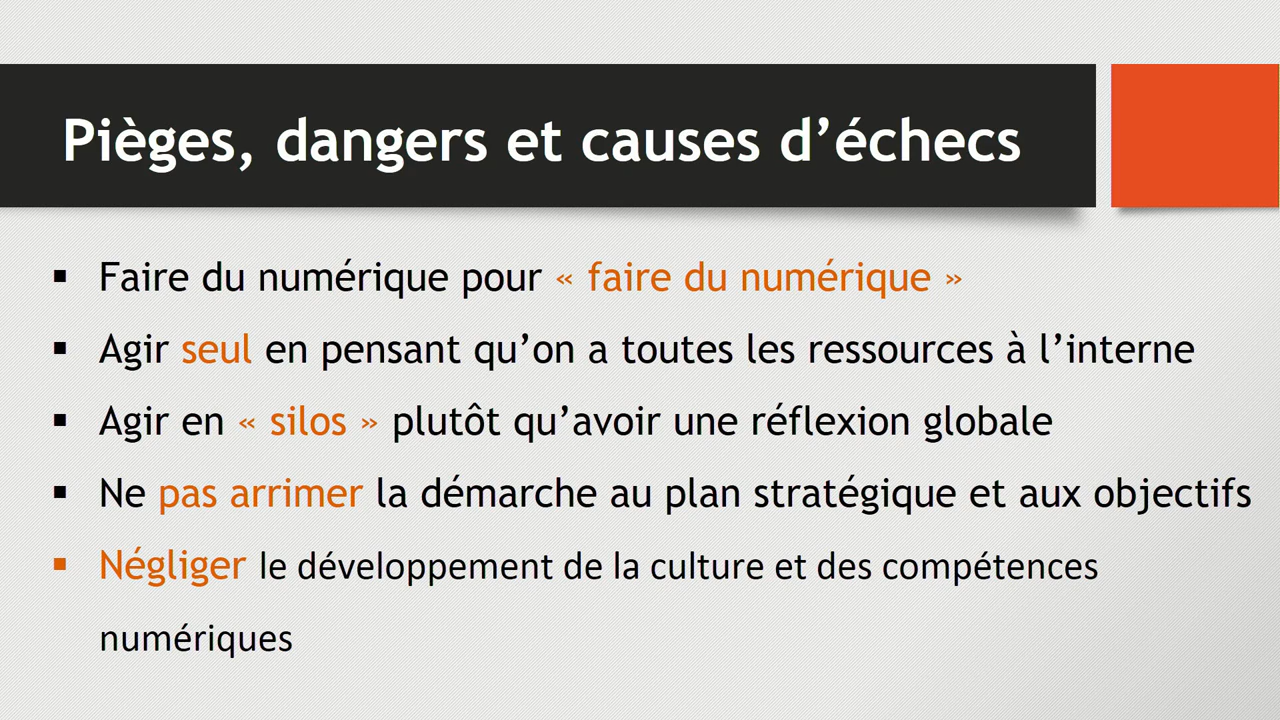 Pièges, dangers et causes d’échecs
▪ Faire du numérique pour « faire du numérique »
▪ Agir seul en pensant qu’on a toutes les ressources à l’interne
▪ Agir en « silos » plutôt qu’avoir une réflexion globale
▪ Ne pas arrimer la démarche au plan stratégique et aux objectifs
▪ Négliger le développement de la culture et des compétences
numériques